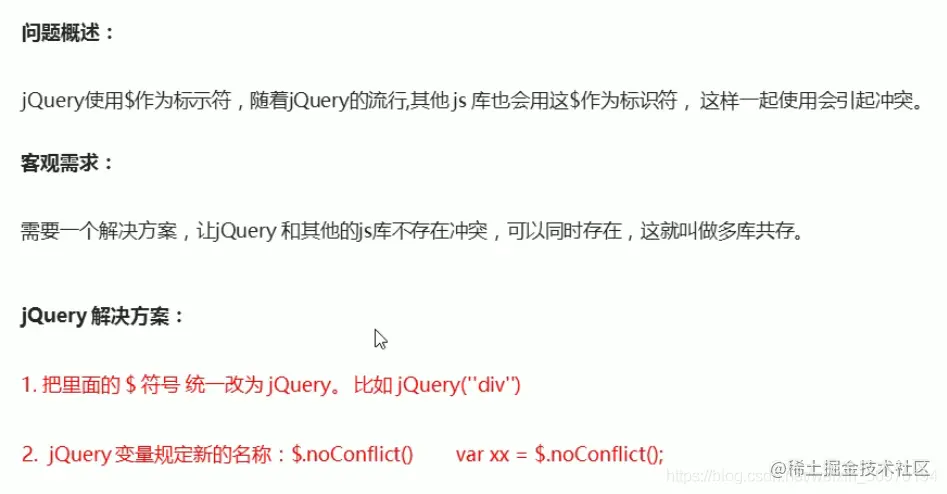 问题概述：
jQuery使用$作为标示符，随着jQuery的流行,其他 js 库也会用这$作为标识符， 这样一起使用会引起冲突。
客观需求：
需要一个解决方案，让jQuery 和其他的js库不存在冲突，可以同时存在，这就叫做多库共存。
jQuery 解决方案：
1. 把里面的 $ 符号 统一改为 jQuery。 比如 jQuery(''div'')
2. jQuery 变量规定新的名称：$.noConflict() var xx = $.noConflict();
@稀土掘金技术社区